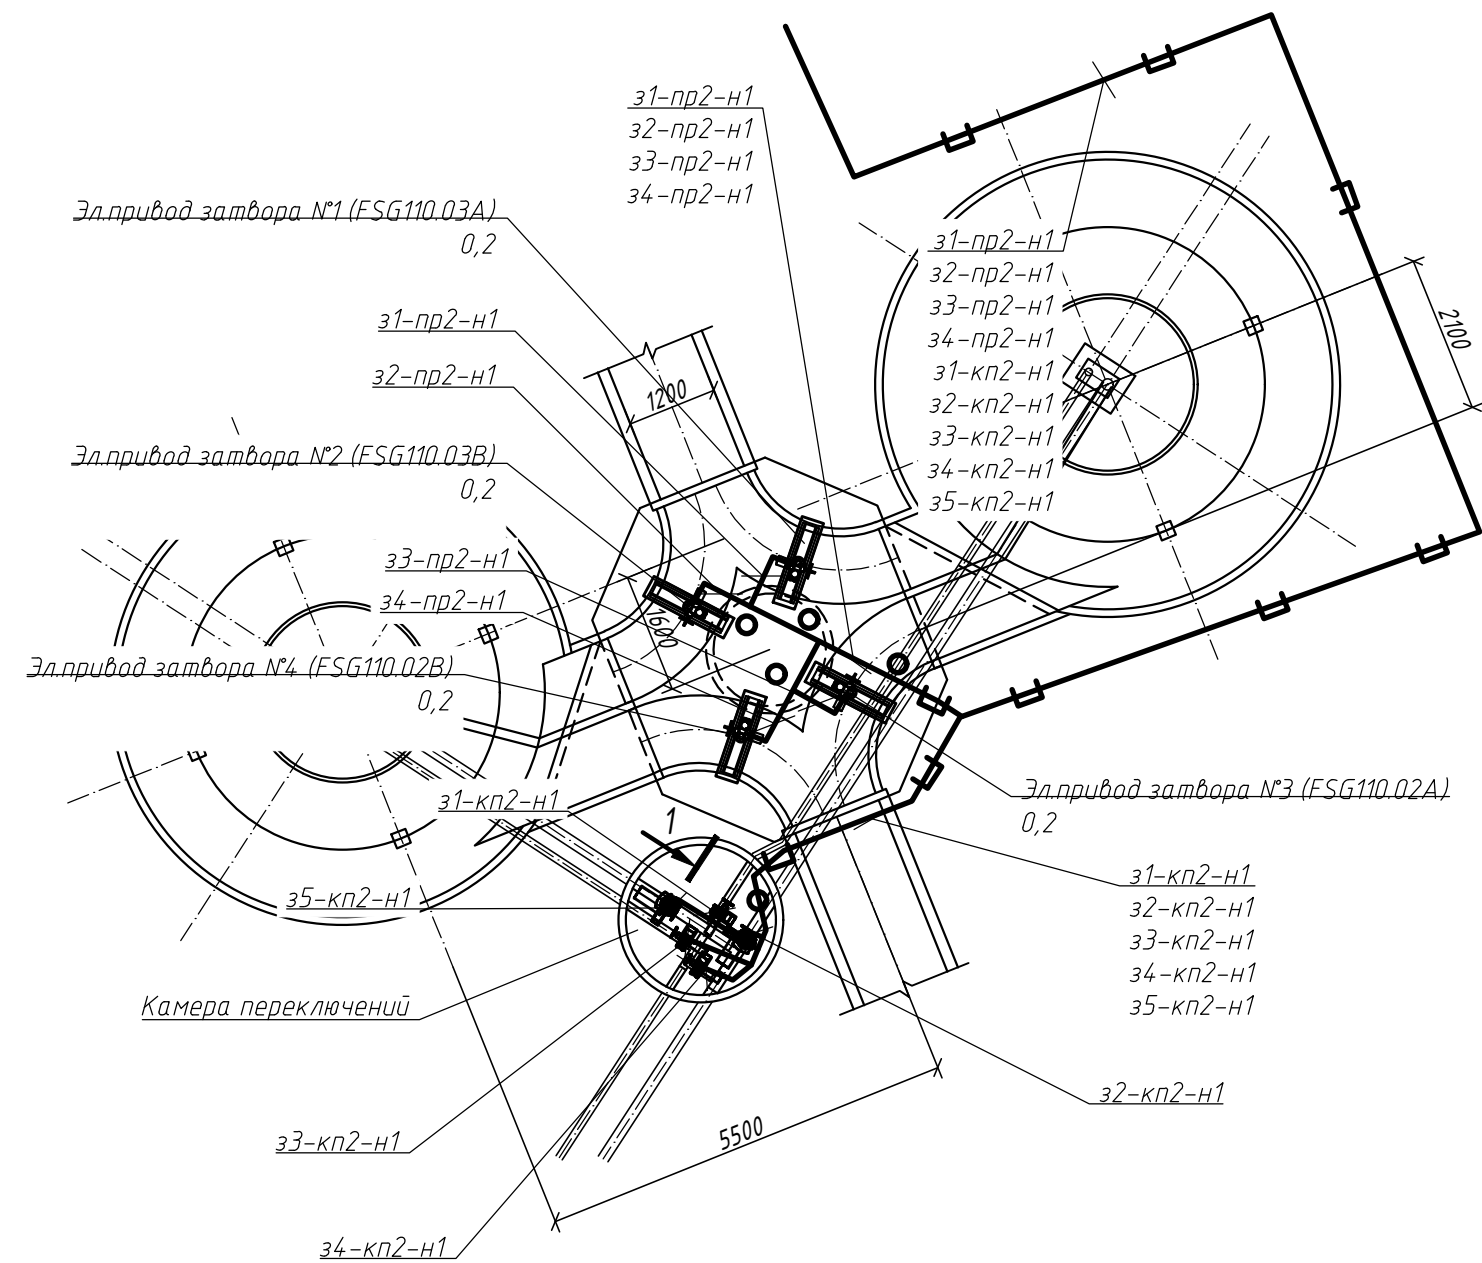 з1-пр2-н1
з2-пр2-н1
з3-пр2-н1
з4-пр2-н1
Эл.привод затвора №1 (FSG110.03A)
0,2
з1-пр2-н1
з2-пр2-н1
з3-пр2-н1
з4-пр2-н1
з1-кп2-н1
з2-кп2-н1
з3-кп2-н1
з4-кп2-н1
з5-кп2-н1
2100
з1-пр2-н1
з2-пр2-н1
1200
Эл.привод затвора №2 (FSG110.03B)
0,2
з3-пр2-н1
з4-пр2-н1
1600
Эл.привод затвора №4 (FSG110.02B)
0,2
з1-кп2-н1
1
Эл.привод затвора №3 (FSG110.02A)
0,2
з5-кп2-н1
з1-кп2-н1
з2-кп2-н1
з3-кп2-н1
з4-кп2-н1
з5-кп2-н1
Камера переключений
з2-кп2-н1
з3-кп2-н1
5500
з4-кп2-н1